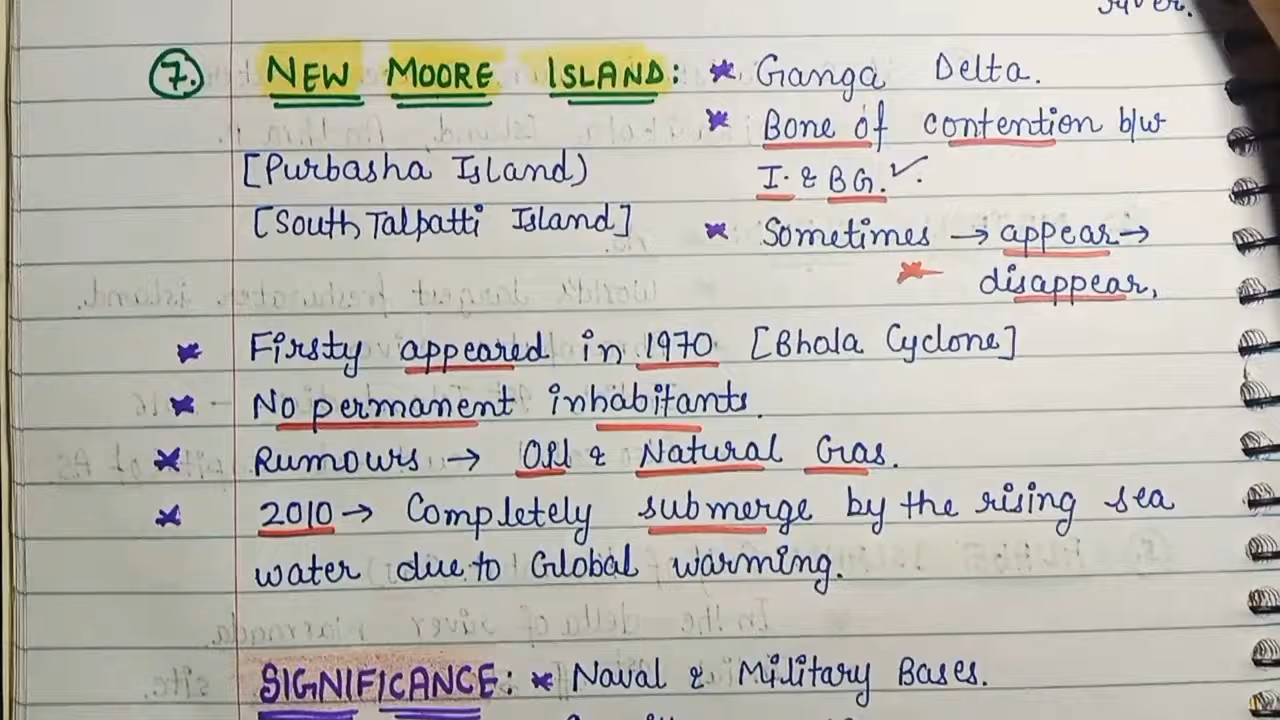 river.
7. NEW MOORE ISLAND: * Ganga Delta.
* Bone of contention b/w
[Purbasha Island)
I. & BG. ✓.
[South Talpatti Island]
* Sometimes → appear →
* disappear,
* Firsty appeared in 1970 [Bhola Cyclone]
* No permanent inhabitants.
* Rumours → Oil & Natural Gas.
* 2010 → Completely submerge by the rising sea
water due to Global warming.
SIGNIFICANCE: * Naval & Military Bases.